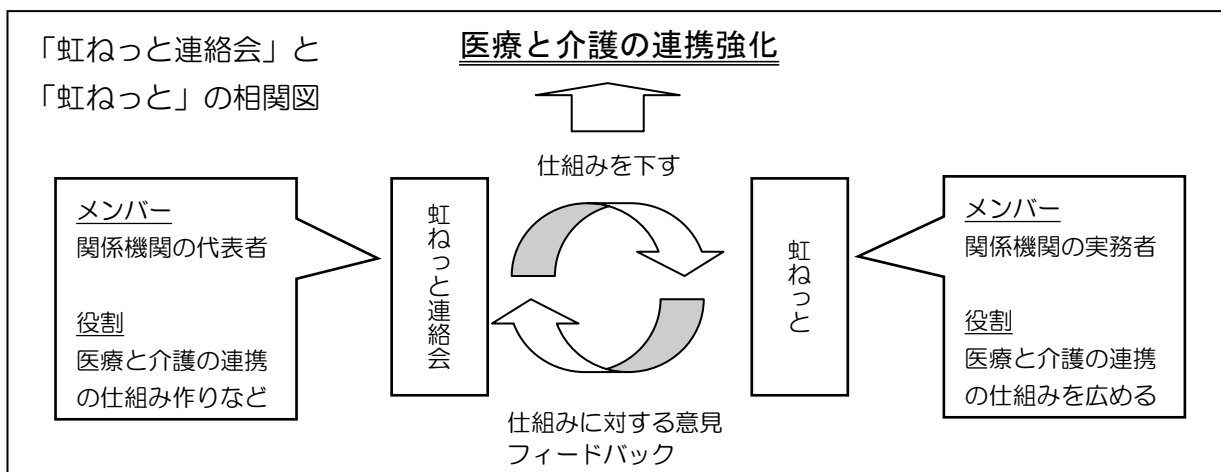 「虹ねっと連絡会」と
「虹ねっと」の相関図
医療と介護の連携強化
仕組みを下す
メンバー
関係機関の代表者
役割
医療と介護の連携
の仕組み作りなど
虹ねっと連絡会
虹ねっと
メンバー
関係機関の実務者
役割
医療と介護の連携
の仕組みを広める
仕組みに対する意見
フィードバック